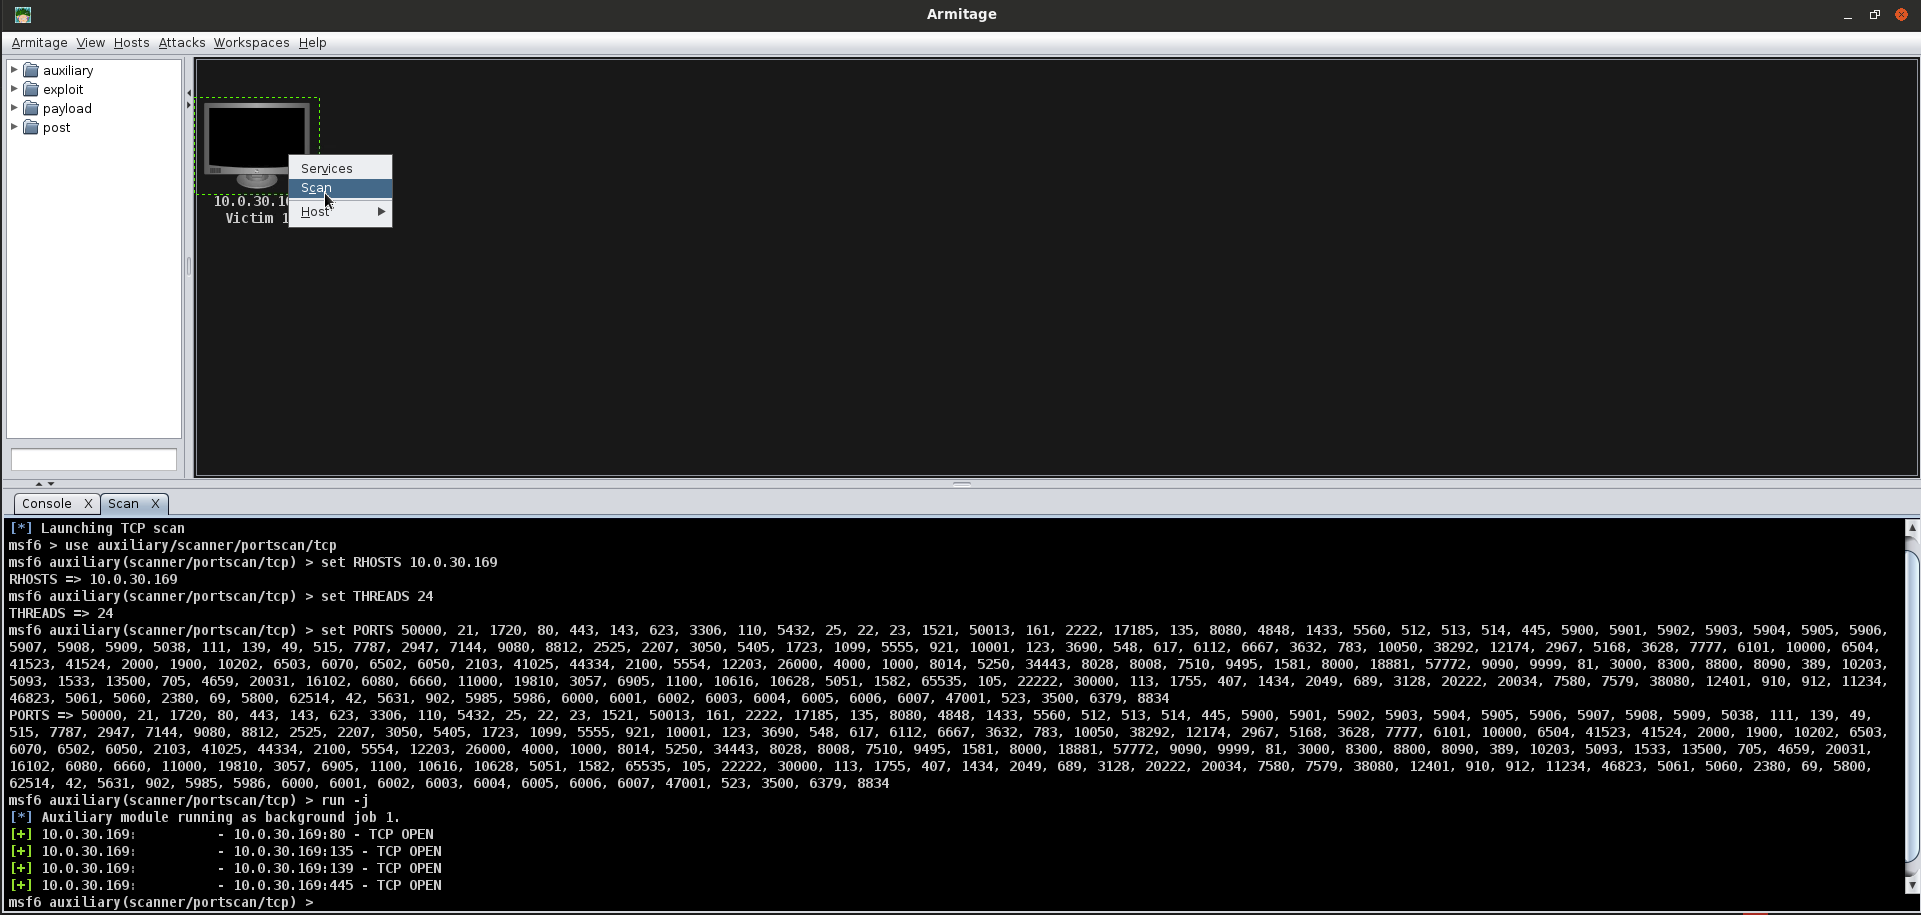 Armitage
Armitage View Hosts Attacks Workspaces Help
auxiliary
exploit
payload
post
Services
Scan
Host
10.0.30.1
Victim 1
Console X Scan X
[*] Launching TCP scan
msf6 > use auxiliary/scanner/portscan/tcp
msf6 auxiliary(scanner/portscan/tcp) > set RHOSTS 10.0.30.169
RHOSTS => 10.0.30.169
msf6 auxiliary(scanner/portscan/tcp) > set THREADS 24
THREADS => 24
msf6 auxiliary(scanner/portscan/tcp) > set PORTS 50000, 21, 1720, 80, 443, 143, 623, 3306, 110, 5432, 25, 22, 23, 1521, 50013, 161, 2222, 17185, 135, 8080, 4848, 1433, 5560, 512, 513, 514, 445, 5900, 5901, 5902, 5903, 5904, 5905, 5906,
5907, 5908, 5909, 5038, 111, 139, 49, 515, 7787, 2947, 7144, 9080, 8812, 2525, 2207, 3050, 5405, 1723, 1099, 5555, 921, 10001, 123, 3690, 548, 617, 6112, 6667, 3632, 783, 10050, 38292, 12174, 2967, 5168, 3628, 7777, 6101, 10000, 6504,
41523, 41524, 2000, 1900, 10202, 6503, 6070, 6502, 6050, 2103, 41025, 44334, 2100, 5554, 12203, 26000, 4000, 1000, 8014, 5250, 34443, 8028, 8008, 7510, 9495, 1581, 8000, 18881, 57772, 9090, 9999, 81, 3000, 8300, 8800, 8090, 389, 10203,
5093, 1533, 13500, 705, 4659, 20031, 16102, 6080, 6660, 11000, 19810, 3057, 6905, 1100, 10616, 10628, 5051, 1582, 65535, 105, 22222, 30000, 113, 1755, 407, 1434, 2049, 689, 3128, 20222, 20034, 7580, 7579, 38080, 12401, 910, 912, 11234,
46823, 5061, 5060, 2380, 69, 5800, 62514, 42, 5631, 902, 5985, 5986, 6000, 6001, 6002, 6003, 6004, 6005, 6006, 6007, 47001, 523, 3500, 6379, 8834
PORTS => 50000, 21, 1720, 80, 443, 143, 623, 3306, 110, 5432, 25, 22, 23, 1521, 50013, 161, 2222, 17185, 135, 8080, 4848, 1433, 5560, 512, 513, 514, 445, 5900, 5901, 5902, 5903, 5904, 5905, 5906, 5907, 5908, 5909, 5038, 111, 139, 49,
515, 7787, 2947, 7144, 9080, 8812, 2525, 2207, 3050, 5405, 1723, 1099, 5555, 921, 10001, 123, 3690, 548, 617, 6112, 6667, 3632, 783, 10050, 38292, 12174, 2967, 5168, 3628, 7777, 6101, 10000, 6504, 41523, 41524, 2000, 1900, 10202, 6503,
6070, 6502, 6050, 2103, 41025, 44334, 2100, 5554, 12203, 26000, 4000, 1000, 8014, 5250, 34443, 8028, 8008, 7510, 9495, 1581, 8000, 18881, 57772, 9090, 9999, 81, 3000, 8300, 8800, 8090, 389, 10203, 5093, 1533, 13500, 705, 4659, 20031,
16102, 6080, 6660, 11000, 19810, 3057, 6905, 1100, 10616, 10628, 5051, 1582, 65535, 105, 22222, 30000, 113, 1755, 407, 1434, 2049, 689, 3128, 20222, 20034, 7580, 7579, 38080, 12401, 910, 912, 11234, 46823, 5061, 5060, 2380, 69, 5800,
62514, 42, 5631, 902, 5985, 5986, 6000, 6001, 6002, 6003, 6004, 6005, 6006, 6007, 47001, 523, 3500, 6379, 8834
msf6 auxiliary(scanner/portscan/tcp) > run -j
[*] Auxiliary module running as background job 1.
[+] 10.0.30.169: - 10.0.30.169:80 - TCP OPEN
[+] 10.0.30.169: - 10.0.30.169:135 - TCP OPEN
[+] 10.0.30.169: - 10.0.30.169:139 - TCP OPEN
[+] 10.0.30.169: - 10.0.30.169:445 - TCP OPEN
msf6 auxiliary(scanner/portscan/tcp) >